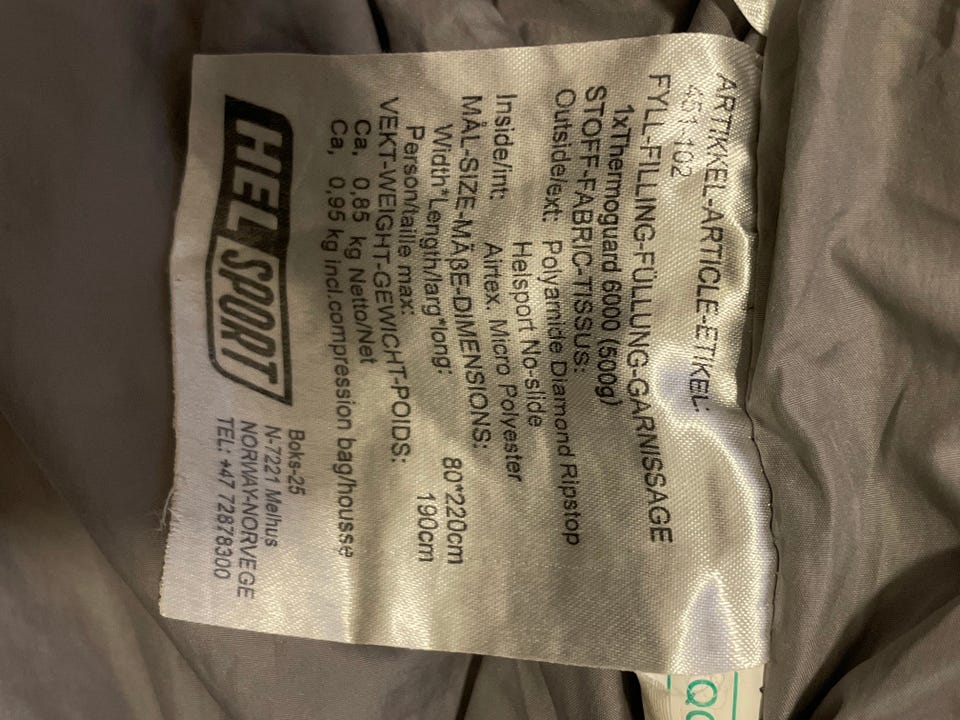 ARTIKKEL-ARTICLE-ETIKEL:
451-102
FYLL-FILLING-FÜLLUNG-GARNISSAGE
1xThermoguard 6000 (500g)
STOFF-FABRIC-TISSUS:
Outside/ext: Polyamide Diamond Ripstop
Helsport No-slide
Inside/int: Airtex. Micro Polyester
MÅL-SIZE-MÄßE-DIMENSIONS:
Width*Length/larg*long: 80*220cm
Person/taille max: 190cm
VEKT-WEIGHT-GEWICHT-POIDS:
Ca, 0,85 kg Netto/Net
Ca, 0,95 kg incl.compression bag/housse
HELSPORT
Boks-25
N-7221 Melhus
NORWAY-NORVEGE
TEL: +47 72878300